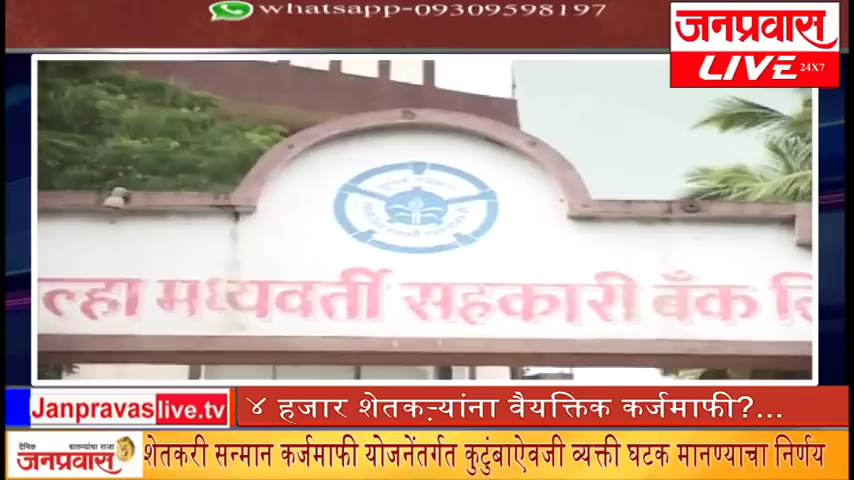 whatsapp-09309598197
जनप्रवास
LIVE 24X7
ल्हा मध्यवर्ती सहकारी बँक लि
Janpravaslive.tv
४ हजार शेतकऱ्यांना वैयक्तिक कर्जमाफी?...
दैनिक बातम्यांचा राजा
जनप्रवास
शेतकरी सन्मान कर्जमाफी योजनेंतर्गत कुटुंबाऐवजी व्यक्ती घटक मानण्याचा निर्णय